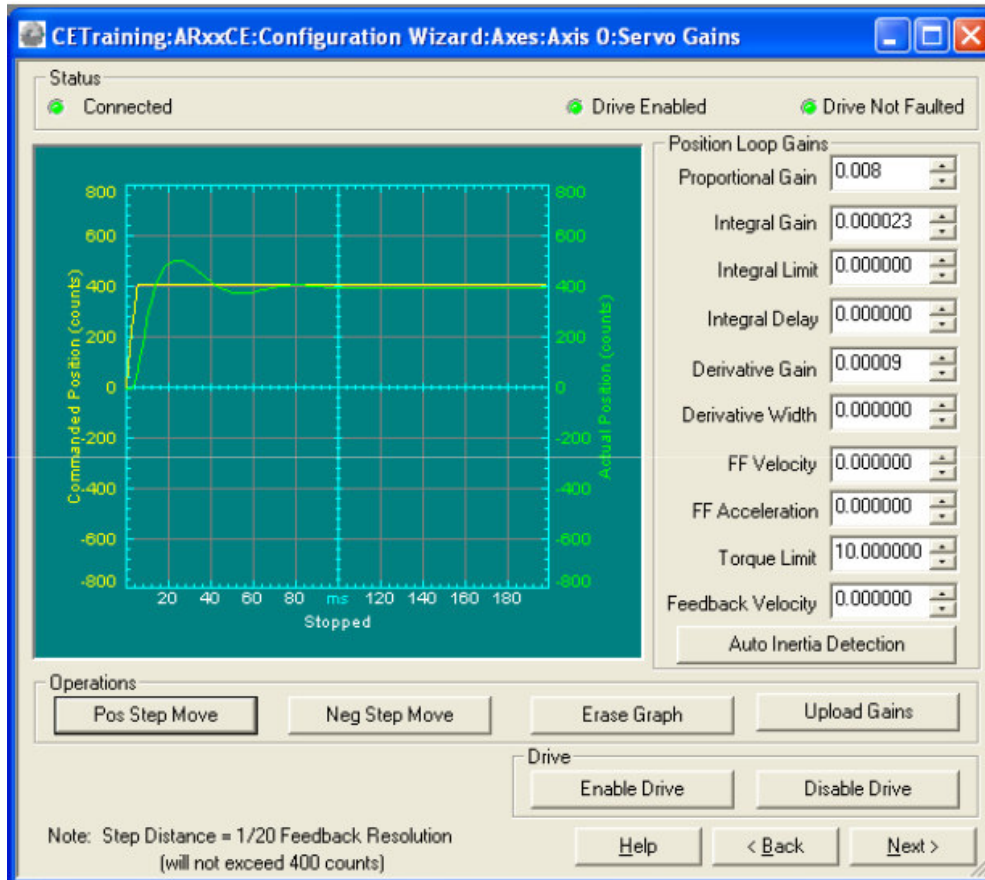 CETraining:ARxxCE:Configuration Wizard:Axes:Axis 0:Servo Gains
Status
Connected
Drive Enabled
Drive Not Faulted
Commanded Position (counts)
800
600
400
200
0
-200
-400
-600
-800
800
600
400
200
0
-200
-400
-600
-800
Actual Position (counts)
20 40 60 80 ms 120 140 160 180
Stopped
Position Loop Gains
Proportional Gain 0.008
Integral Gain 0.000023
Integral Limit 0.000000
Integral Delay 0.000000
Derivative Gain 0.00009
Derivative Width 0.000000
FF Velocity 0.000000
FF Acceleration 0.000000
Torque Limit 10.000000
Feedback Velocity 0.000000
Auto Inertia Detection
Operations
Pos Step Move
Neg Step Move
Erase Graph
Upload Gains
Drive
Enable Drive
Disable Drive
Note: Step Distance = 1/20 Feedback Resolution
(will not exceed 400 counts)
Help
< Back
Next >